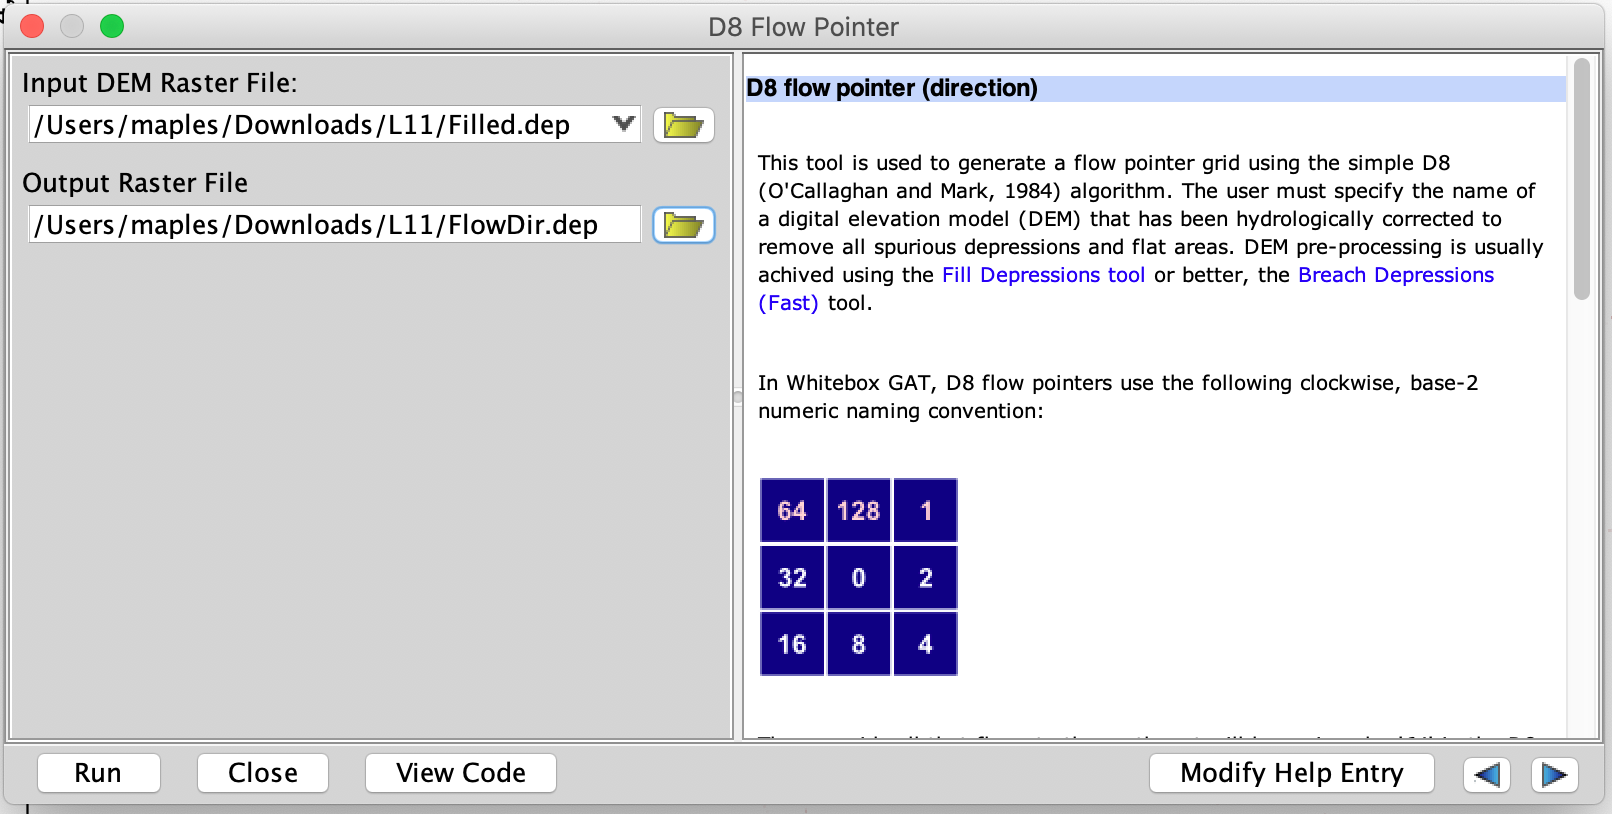 D8 Flow Pointer
Input DEM Raster File:
/Users/maples/Downloads/L11/Filled.dep
Output Raster File
/Users/maples/Downloads/L11/FlowDir.dep
D8 flow pointer (direction)
This tool is used to generate a flow pointer grid using the simple D8
(O'Callaghan and Mark, 1984) algorithm. The user must specify the name of
a digital elevation model (DEM) that has been hydrologically corrected to
remove all spurious depressions and flat areas. DEM pre-processing is usually
achived using the Fill Depressions tool or better, the Breach Depressions
(Fast) tool.
In Whitebox GAT, D8 flow pointers use the following clockwise, base-2
numeric naming convention:
64 128 1
32 0 2
16 8 4
Run Close View Code Modify Help Entry